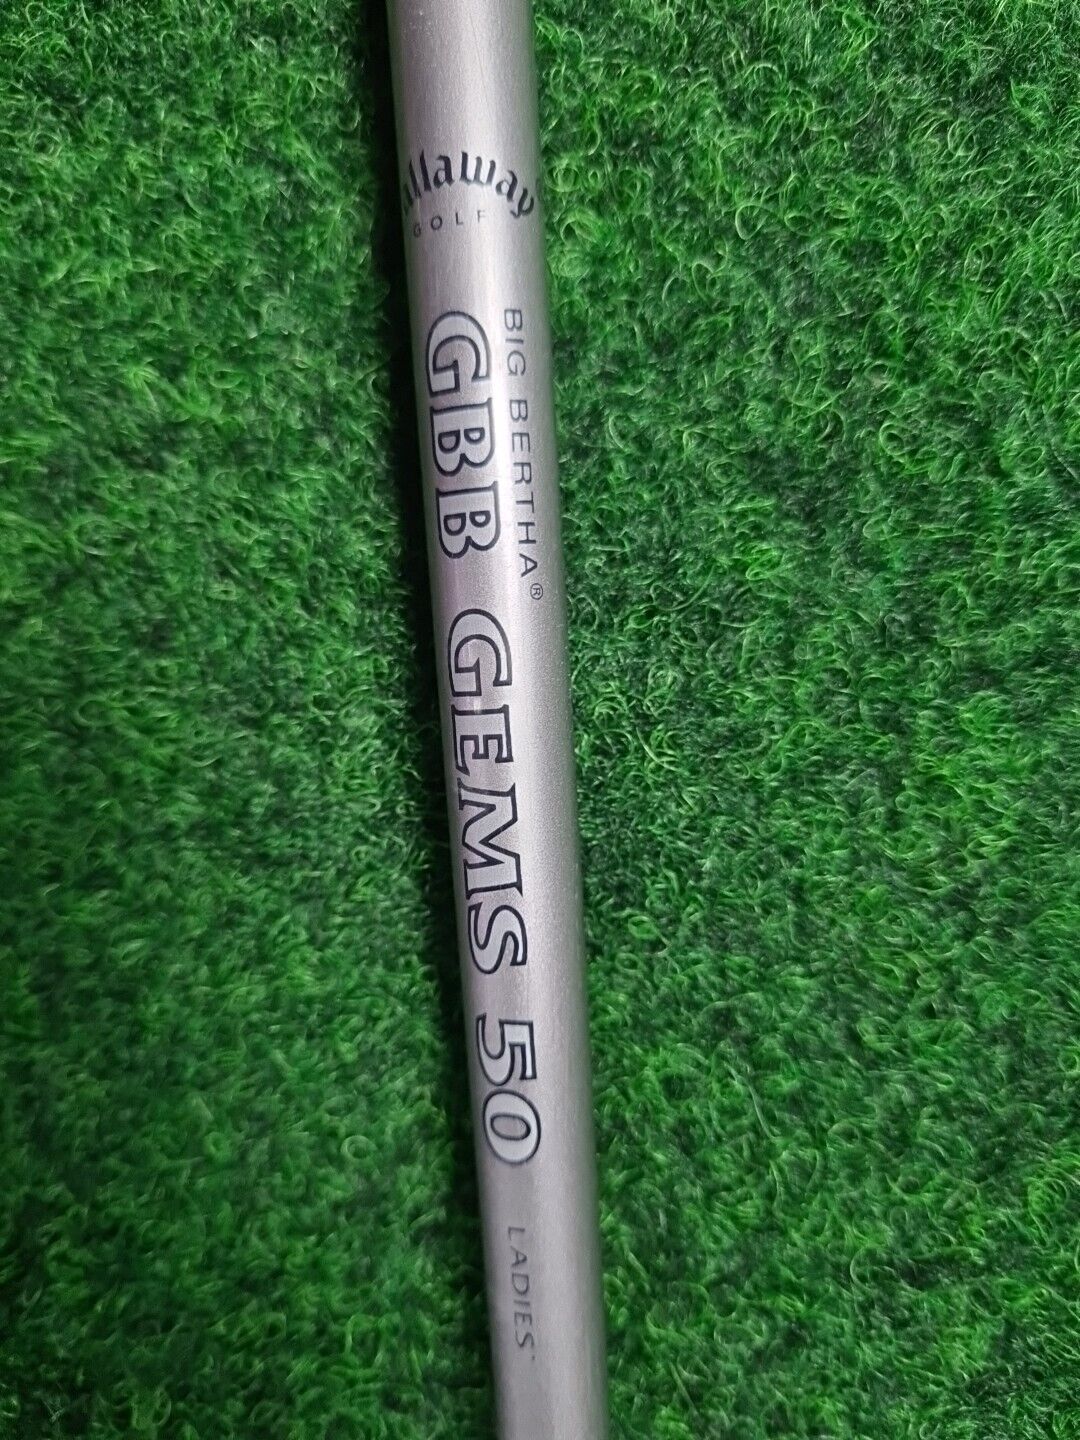 allaway
GOLF
BIG BERTHA®
GBB GEMS 50
LADIES'